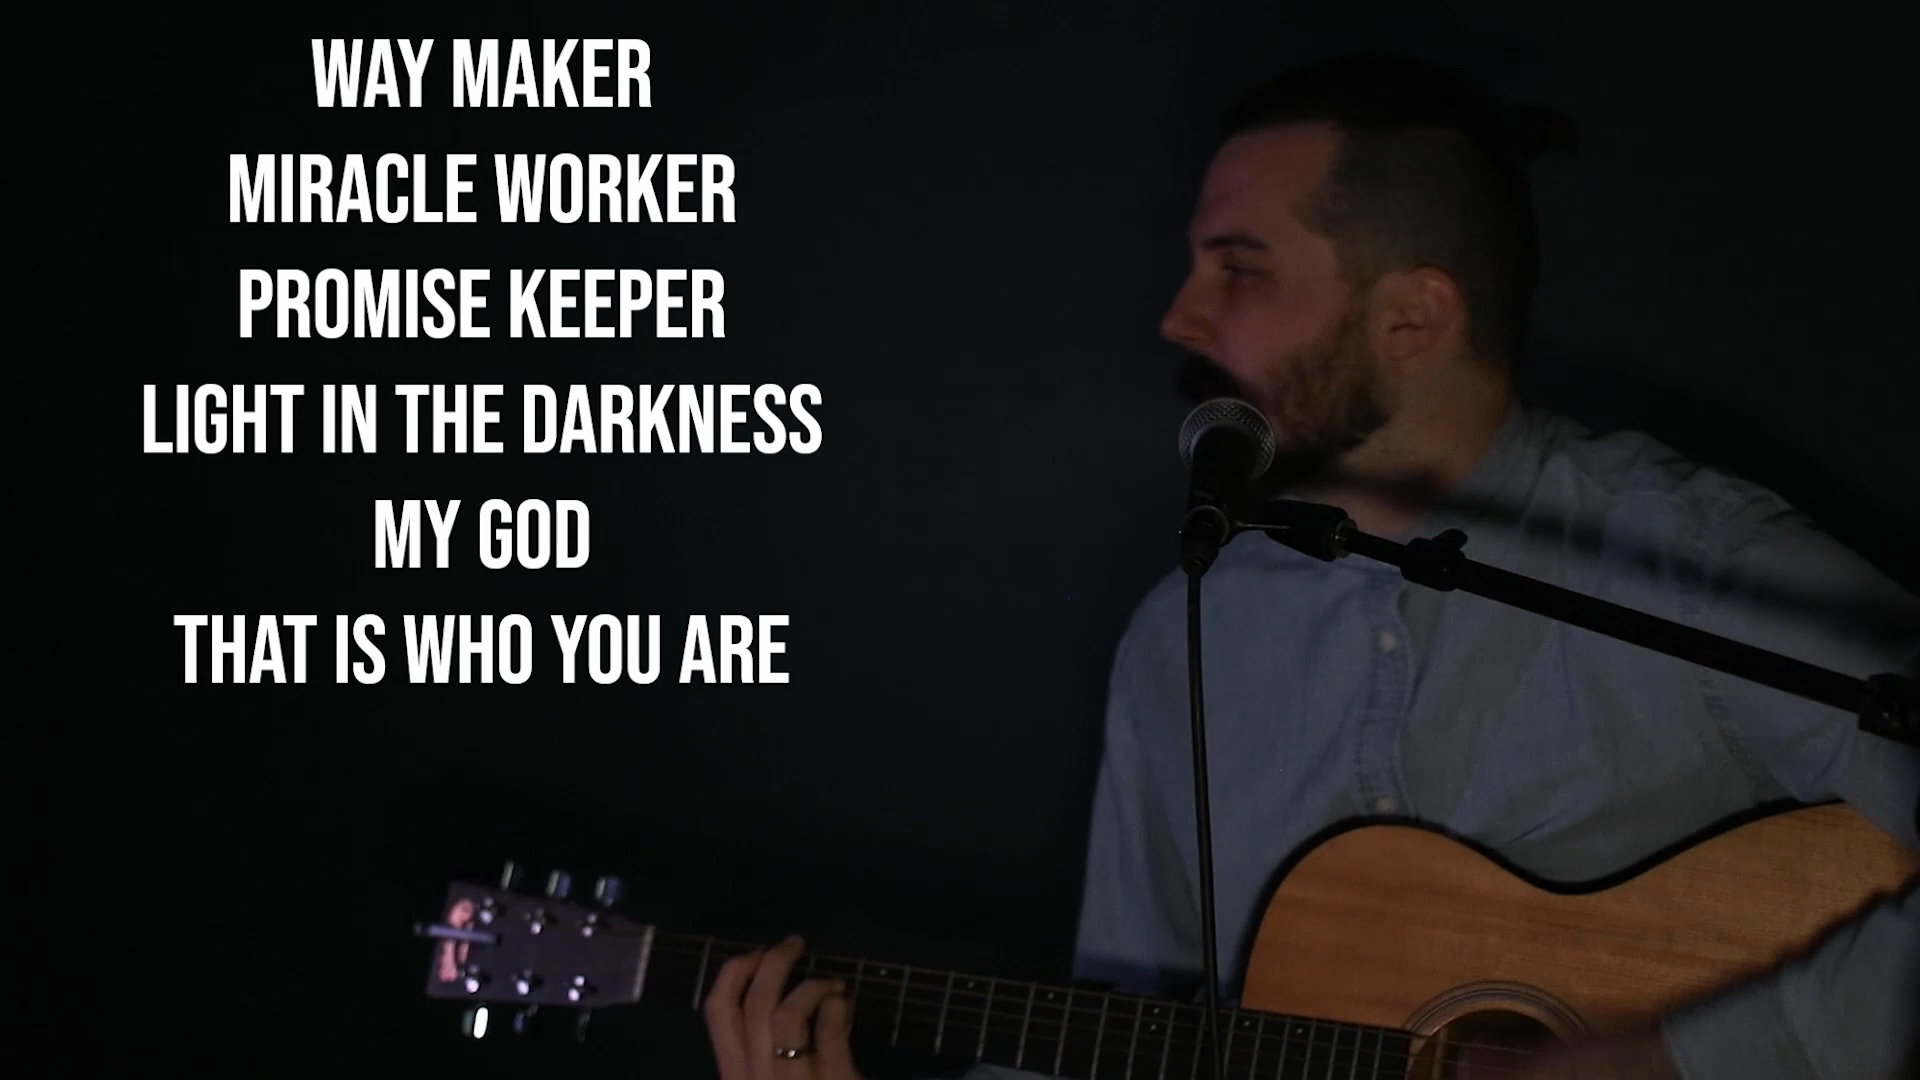 WAY MAKER
MIRACLE WORKER
PROMISE KEEPER
LIGHT IN THE DARKNESS
MY GOD
THAT IS WHO YOU ARE